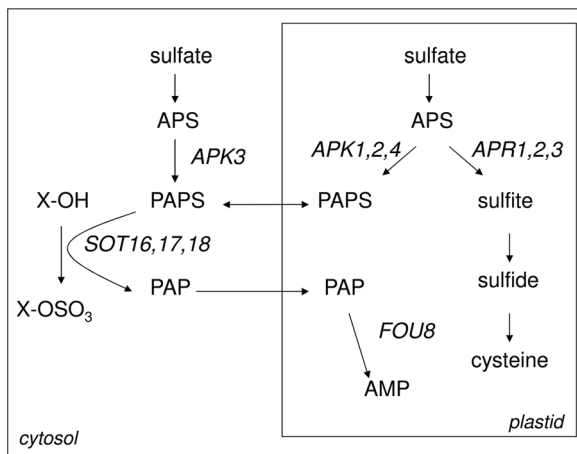 sulfate
sulfate
APS
APS
APK3
APK1,2,4
APR1,2,3
X-OH
PAPS
PAPS
sulfite
SOT16,17,18
X-OSO₃
PAP
PAP
sulfide
FOU8
cysteine
AMP
plastid
cytosol